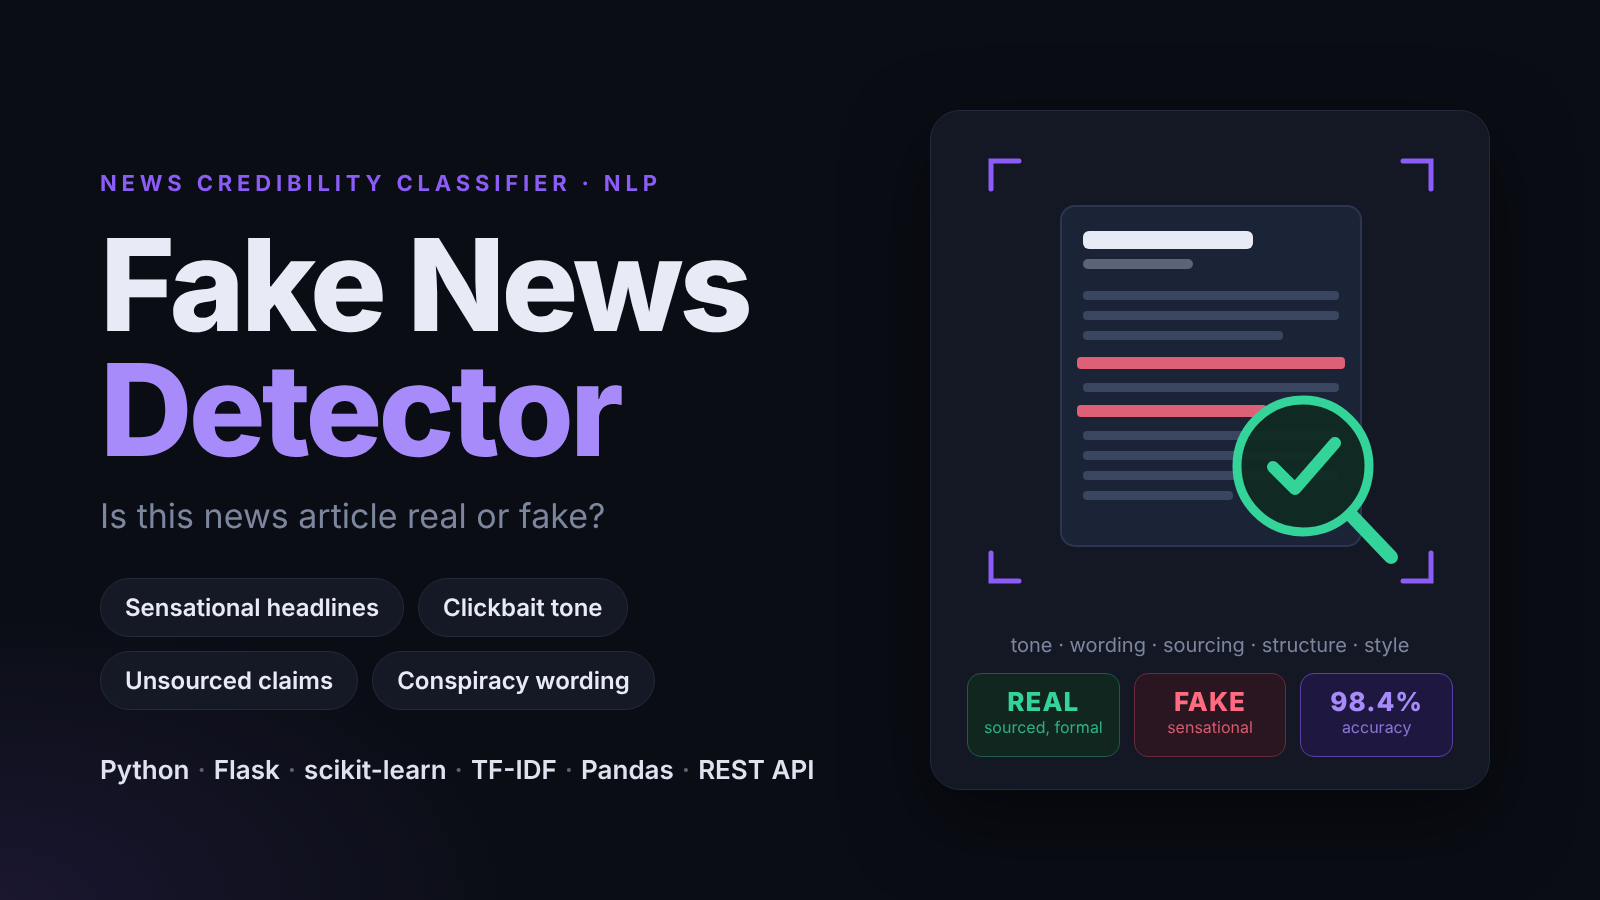 NEWS CREDIBILITY CLASSIFIER · NLP
Fake News
Detector
Is this news article real or fake?
Sensational headlines
Clickbait tone
Unsourced claims
Conspiracy wording
Python · Flask · scikit-learn · TF-IDF · Pandas · REST API
tone · wording · sourcing · structure · style
REAL
sourced, formal
FAKE
sensational
98.4%
accuracy